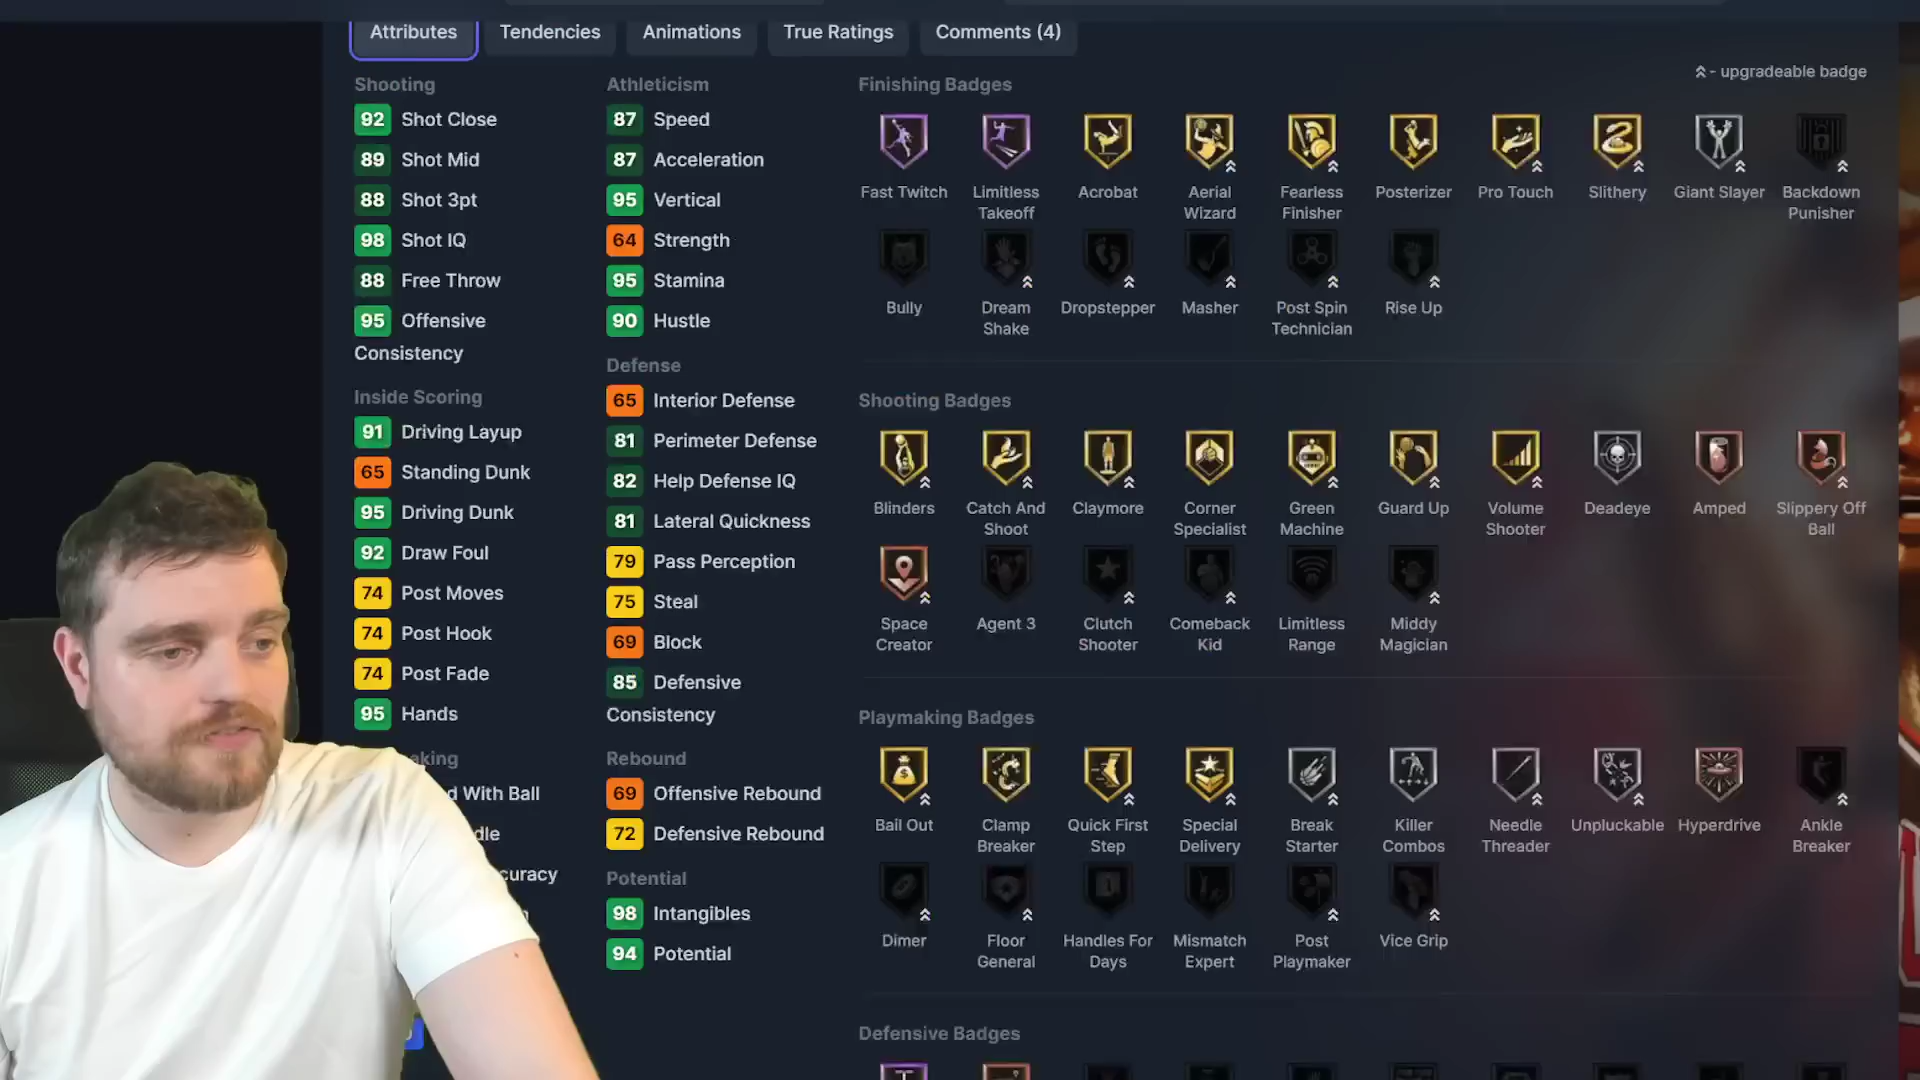 Attributes
Tendencies
Animations
True Ratings
Comments (4)
Shooting
92 Shot Close
89 Shot Mid
88 Shot 3pt
98 Shot IQ
88 Free Throw
95 Offensive
Consistency
Inside Scoring
91 Driving Layup
65 Standing Dunk
95 Driving Dunk
92 Draw Foul
74 Post Moves
74 Post Hook
74 Post Fade
95 Hands
aking
d With Ball
dle
curacy
Athleticism
87 Speed
87 Acceleration
95 Vertical
64 Strength
95 Stamina
90 Hustle
Defense
65 Interior Defense
81 Perimeter Defense
82 Help Defense IQ
81 Lateral Quickness
79 Pass Perception
75 Steal
69 Block
85 Defensive
Consistency
Rebound
69 Offensive Rebound
72 Defensive Rebound
Potential
98 Intangibles
94 Potential
Finishing Badges
- upgradeable badge
Fast Twitch
Limitless
Takeoff
Acrobat
Aerial
Wizard
Fearless
Finisher
Posterizer
Pro Touch
Slithery
Giant Slayer
Backdown
Punisher
Bully
Dream
Shake
Dropstepper
Masher
Post Spin
Technician
Rise Up
Shooting Badges
Blinders
Catch And
Shoot
Claymore
Corner
Specialist
Green
Machine
Guard Up
Volume
Shooter
Deadeye
Amped
Slippery Off
Ball
Space
Creator
Agent 3
Clutch
Shooter
Comeback
Kid
Limitless
Range
Middy
Magician
Playmaking Badges
Bail Out
Clamp
Breaker
Quick First
Step
Special
Delivery
Break
Starter
Killer
Combos
Needle
Threader
Unpluckable
Hyperdrive
Ankle
Breaker
Dimer
Floor
General
Handles For
Days
Mismatch
Expert
Post
Playmaker
Vice Grip
Defensive Badges